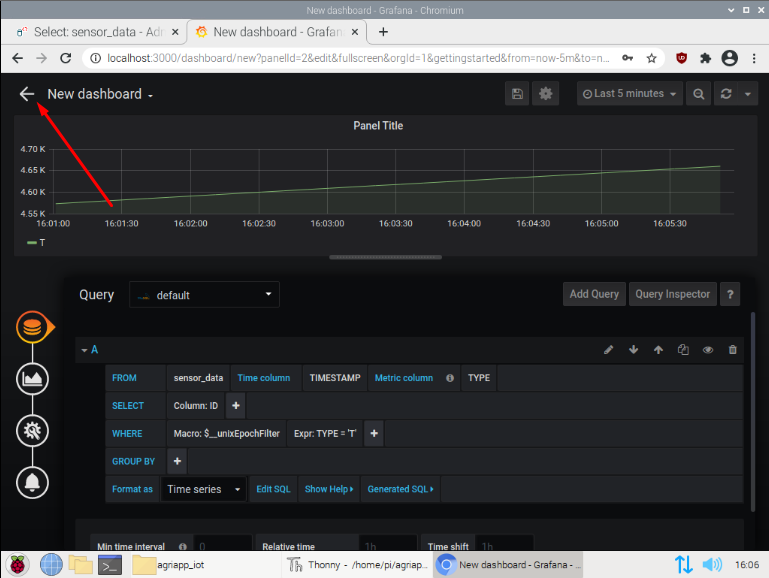 New dashboard - Grafana - Chromium
Select: sensor_data - Adm
New dashboard - Grafana
localhost:3000/dashboard/new?panelId=2&edit&fullscreen&orgId=1&gettingstarted&from=now-5m&to=n...
New dashboard
Last 5 minutes
Panel Title
4.70 K
4.65 K
4.60 K
4.55 K
16:01:00 16:01:30 16:02:00 16:02:30 16:03:00 16:03:30 16:04:00 16:04:30 16:05:00 16:05:30
T
Query default Add Query Query Inspector ?
A
FROM sensor_data Time column TIMESTAMP Metric column TYPE
SELECT Column: ID +
WHERE Macro: $__unixEpochFilter Expr: TYPE = 'T' +
GROUP BY +
Format as Time series Edit SQL Show Help Generated SQL
Min time interval 0 Relative time 1h Time shift 1h
agriapp_iot Thonny - /home/pi/agriap... New dashboard - Grafana - ... 16:06